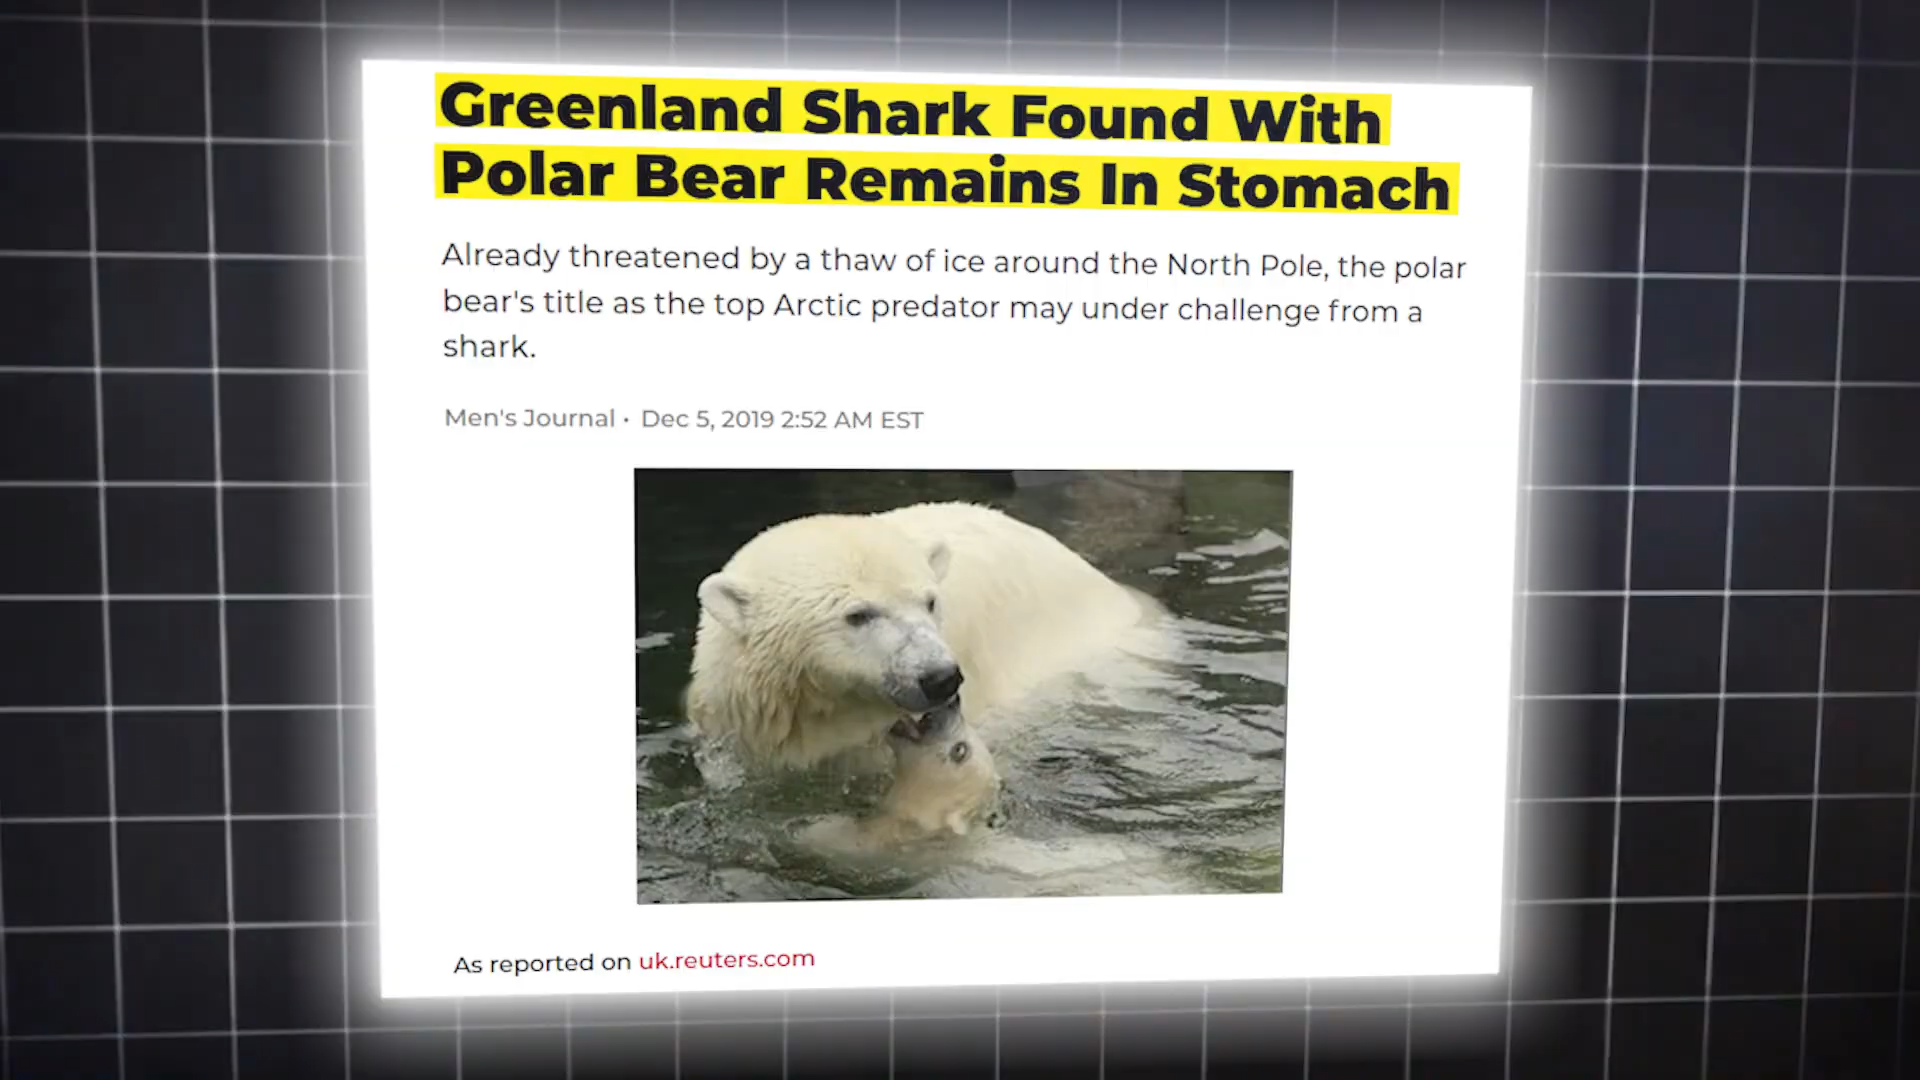 Greenland Shark Found With
Polar Bear Remains In Stomach
Already threatened by a thaw of ice around the North Pole, the polar
bear's title as the top Arctic predator may under challenge from a
shark.
Men's Journal • Dec 5, 2019 2:52 AM EST
As reported on uk.reuters.com